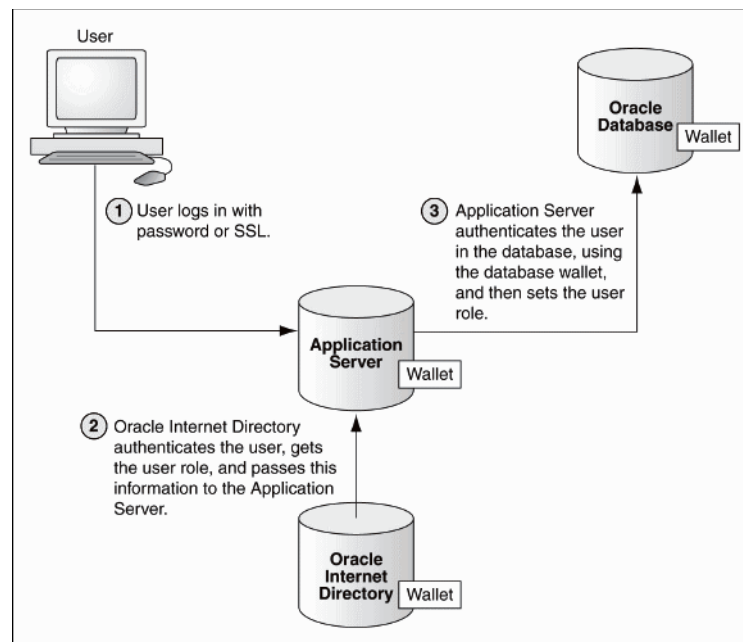 User
Oracle
Database
Wallet
1 User logs in with
password or SSL.
3 Application Server
authenticates the user
in the database, using
the database wallet,
and then sets the user
role.
Application
Server
Wallet
2 Oracle Internet Directory
authenticates the user, gets
the user role, and passes this
information to the Application
Server.
Oracle
Internet
Directory
Wallet